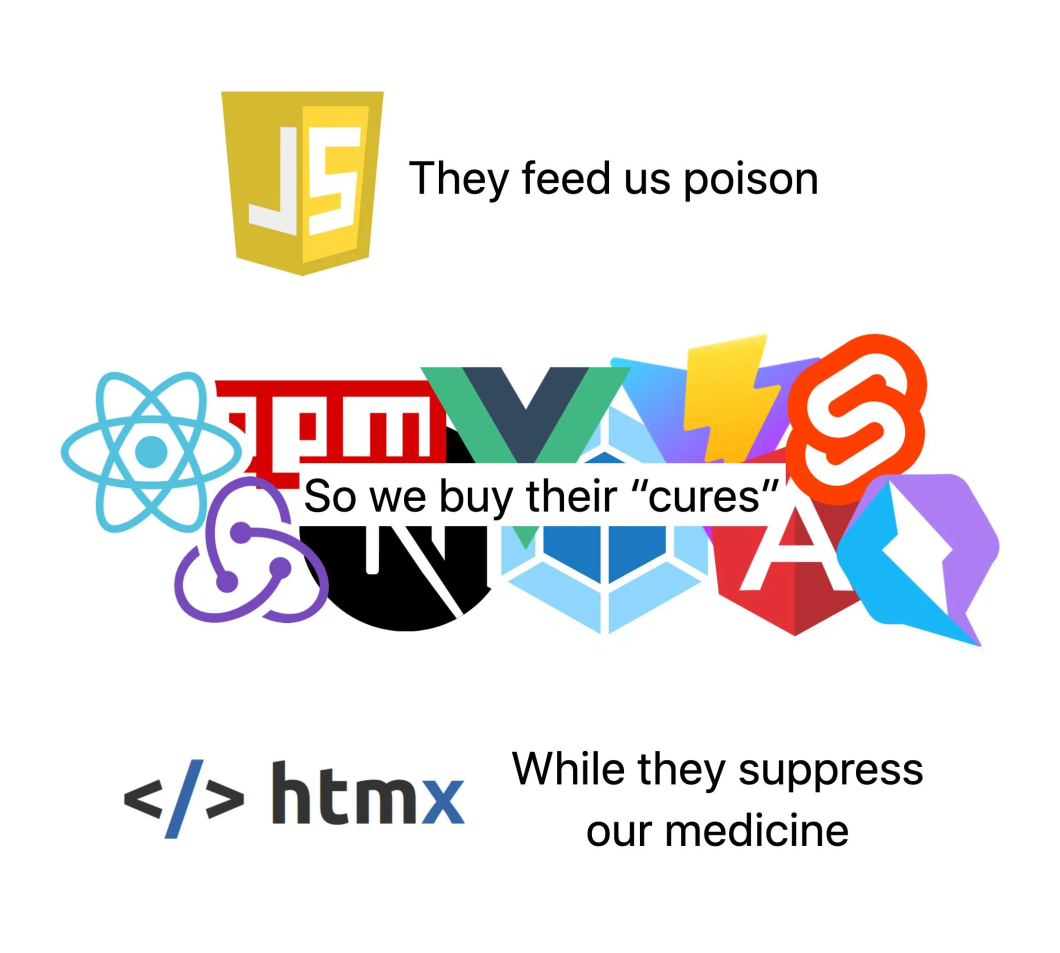 JS
They feed us poison
npm
So we buy their “cures”
N
A
</> htmx
While they suppress
our medicine